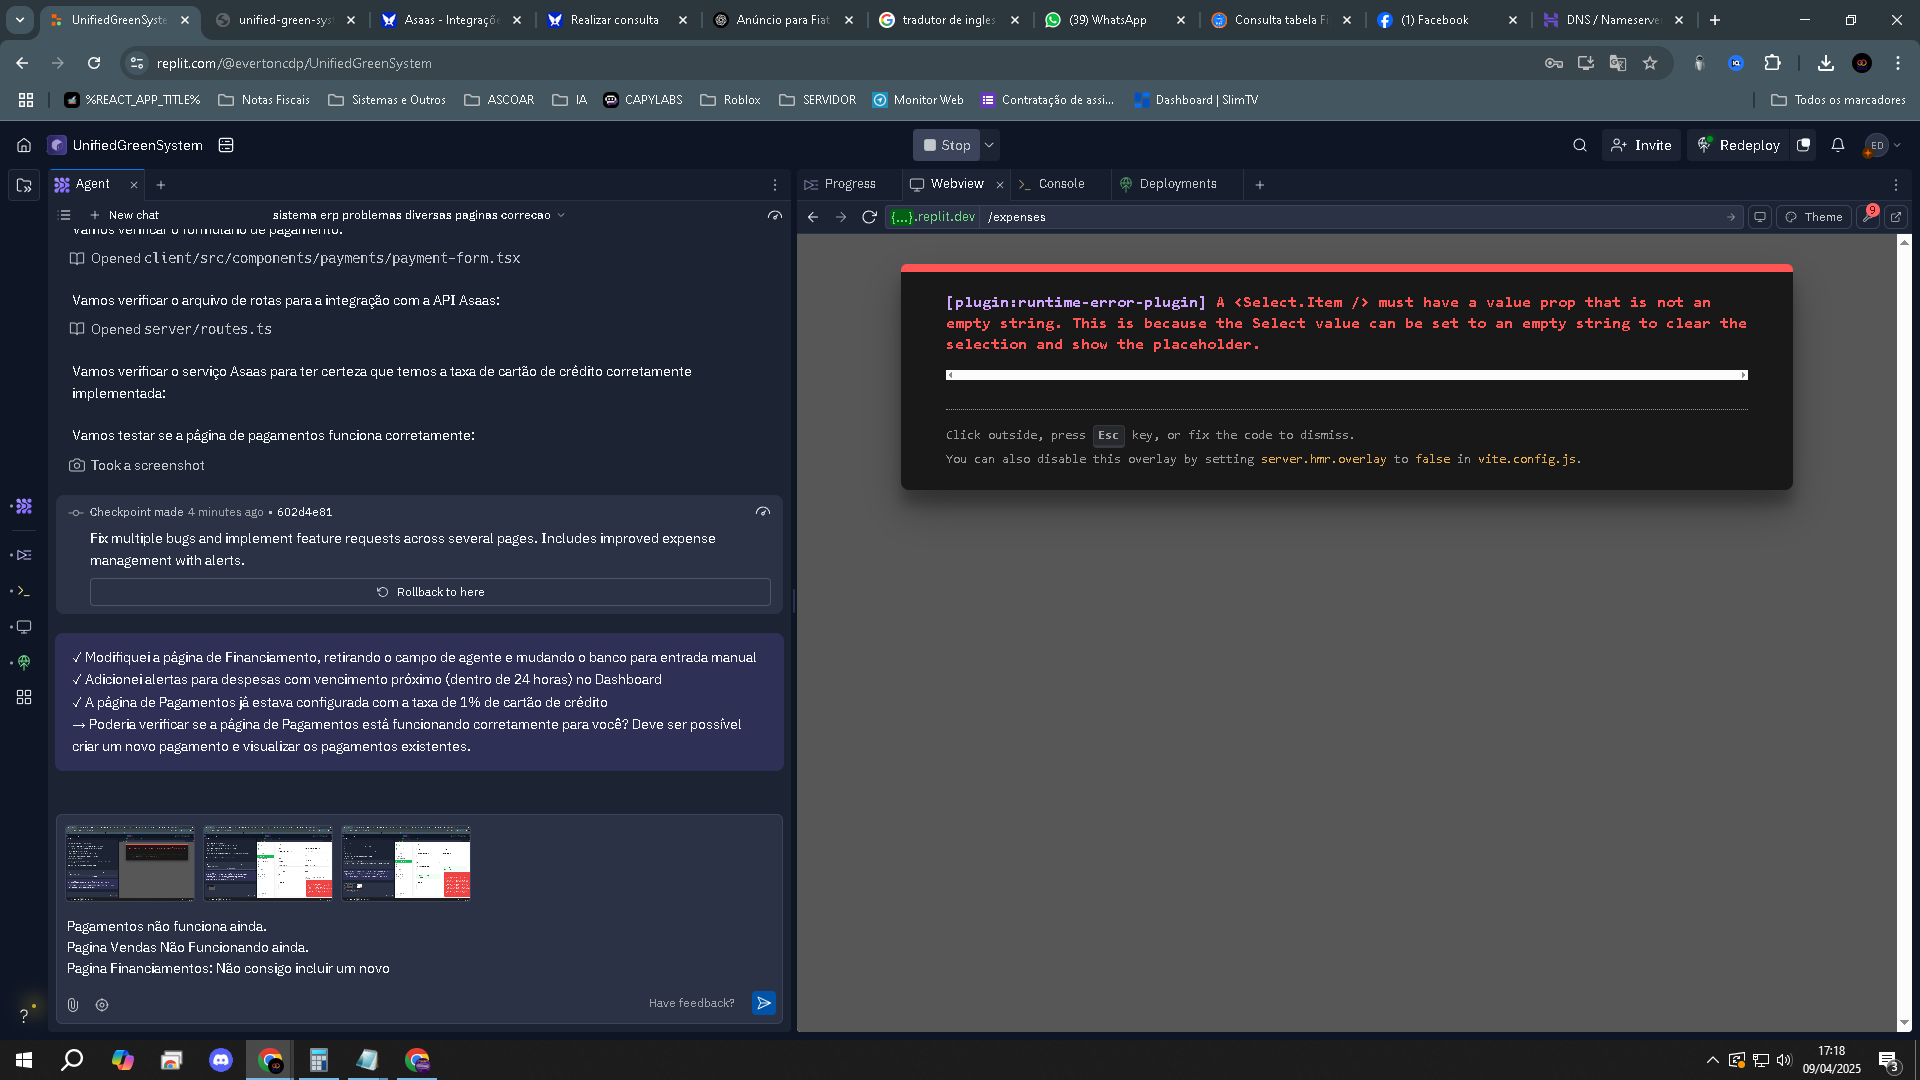 UnifiedGreenSyste
unified-green-sys
Asaas - Integraçõe
Realizar consulta
Anúncio para Fiat
tradutor de ingles
(39) WhatsApp
Consulta tabela Fi
(1) Facebook
DNS / Nameserve
replit.com/@evertoncdp/UnifiedGreenSystem
%REACT_APP_TITLE%
Notas Fiscais
Sistemas e Outros
ASCOAR
IA
CAPYLABS
Roblox
SERVIDOR
Monitor Web
Contratação de assi...
Dashboard | SlimTV
Todos os marcadores
UnifiedGreenSystem
Stop
Invite
Redeploy
ED
Agent
Progress
Webview
Console
Deployments
New chat
sistema erp problemas diversas paginas correcao
{...}.replit.dev
/expenses
Theme
9
Vamos verificar o formulário de pagamento:
Opened client/src/components/payments/payment-form.tsx
Vamos verificar o arquivo de rotas para a integração com a API Asaas:
Opened server/routes.ts
Vamos verificar o serviço Asaas para ter certeza que temos a taxa de cartão de crédito corretamente
implementada:
Vamos testar se a página de pagamentos funciona corretamente:
Took a screenshot
Checkpoint made 4 minutes ago • 602d4e81
Fix multiple bugs and implement feature requests across several pages. Includes improved expense
management with alerts.
Rollback to here
✓ Modifiquei a página de Financiamento, retirando o campo de agente e mudando o banco para entrada manual
✓ Adicionei alertas para despesas com vencimento próximo (dentro de 24 horas) no Dashboard
✓ A página de Pagamentos já estava configurada com a taxa de 1% de cartão de crédito
→ Poderia verificar se a página de Pagamentos está funcionando corretamente para você? Deve ser possível
criar um novo pagamento e visualizar os pagamentos existentes.
Pagamentos não funciona ainda.
Pagina Vendas Não Funcionando ainda.
Pagina Financiamentos: Não consigo incluir um novo
Have feedback?
[plugin:runtime-error-plugin] A <Select.Item /> must have a value prop that is not an
empty string. This is because the Select value can be set to an empty string to clear the
selection and show the placeholder.
Click outside, press Esc key, or fix the code to dismiss.
You can also disable this overlay by setting server.hmr.overlay to false in vite.config.js.
17:18
09/04/2025
3